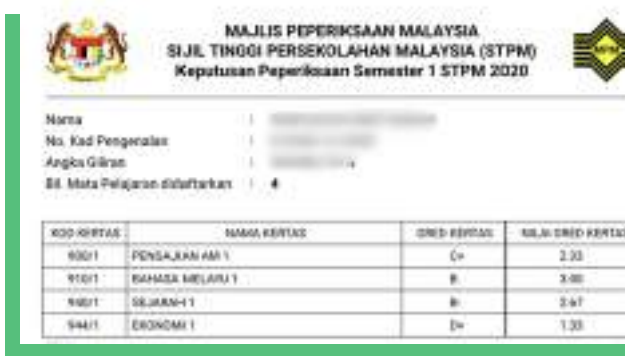 MAJLIS PEPERIKSAAN MALAYSIA
SIJIL TINGGI PERSEKOLAHAN MALAYSIA (STPM)
Keputusan Peperiksaan Semester 1 STPM 2020
MPM
Nama :
No. Kad Pengenalan :
Angka Giliran :
Bil. Mata Pelajaran didaftarkan : 4
KOD KERTAS NAMA KERTAS GRED KERTAS NILAI GRED KERTAS
900/1 PENGAJIAN AM 1 C+ 2.33
910/1 BAHASA MELAYU 1 B 3.00
940/1 SEJARAH 1 B- 2.67
944/1 EKONOMI 1 D+ 1.33